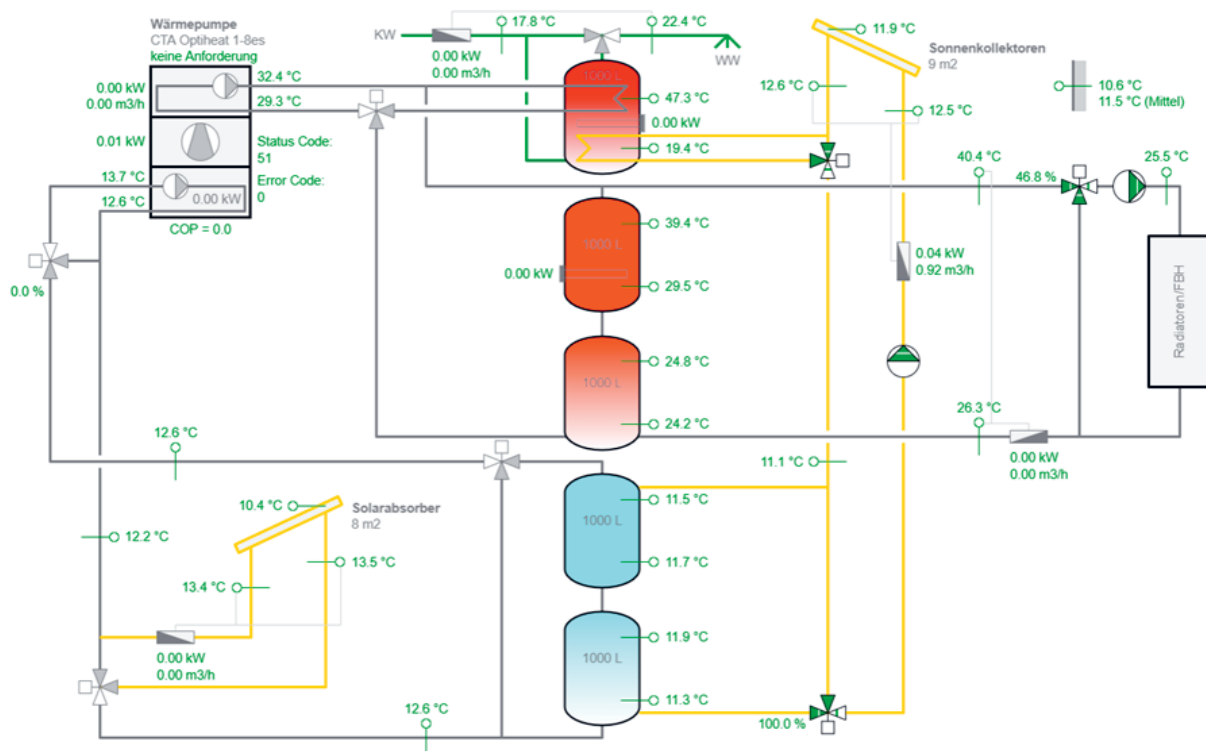 Wärmepumpe
CTA Optiheat 1-8es
keine Anforderung
0.00 kW
0.00 m3/h
32.4 °C
29.3 °C
0.01 kW
Status Code:
51
Error Code:
0
13.7 °C
12.6 °C
0.00 kW
COP = 0.0
0.0 %
KW
17.8 °C
22.4 °C
0.00 kW
0.00 m3/h
WW
1000 L
47.3 °C
0.00 kW
19.4 °C
11.9 °C
Sonnenkollektoren
9 m2
12.6 °C
12.5 °C
10.6 °C
11.5 °C (Mittel)
40.4 °C
46.8 %
25.5 °C
1000 L
39.4 °C
0.00 kW
29.5 °C
0.04 kW
0.92 m3/h
Radiatoren/FBH
1000 L
24.8 °C
24.2 °C
26.3 °C
0.00 kW
0.00 m3/h
12.6 °C
11.1 °C
12.2 °C
10.4 °C
Solarabsorber
8 m2
13.5 °C
13.4 °C
0.00 kW
0.00 m3/h
1000 L
11.5 °C
11.7 °C
1000 L
11.9 °C
11.3 °C
12.6 °C
100.0 %